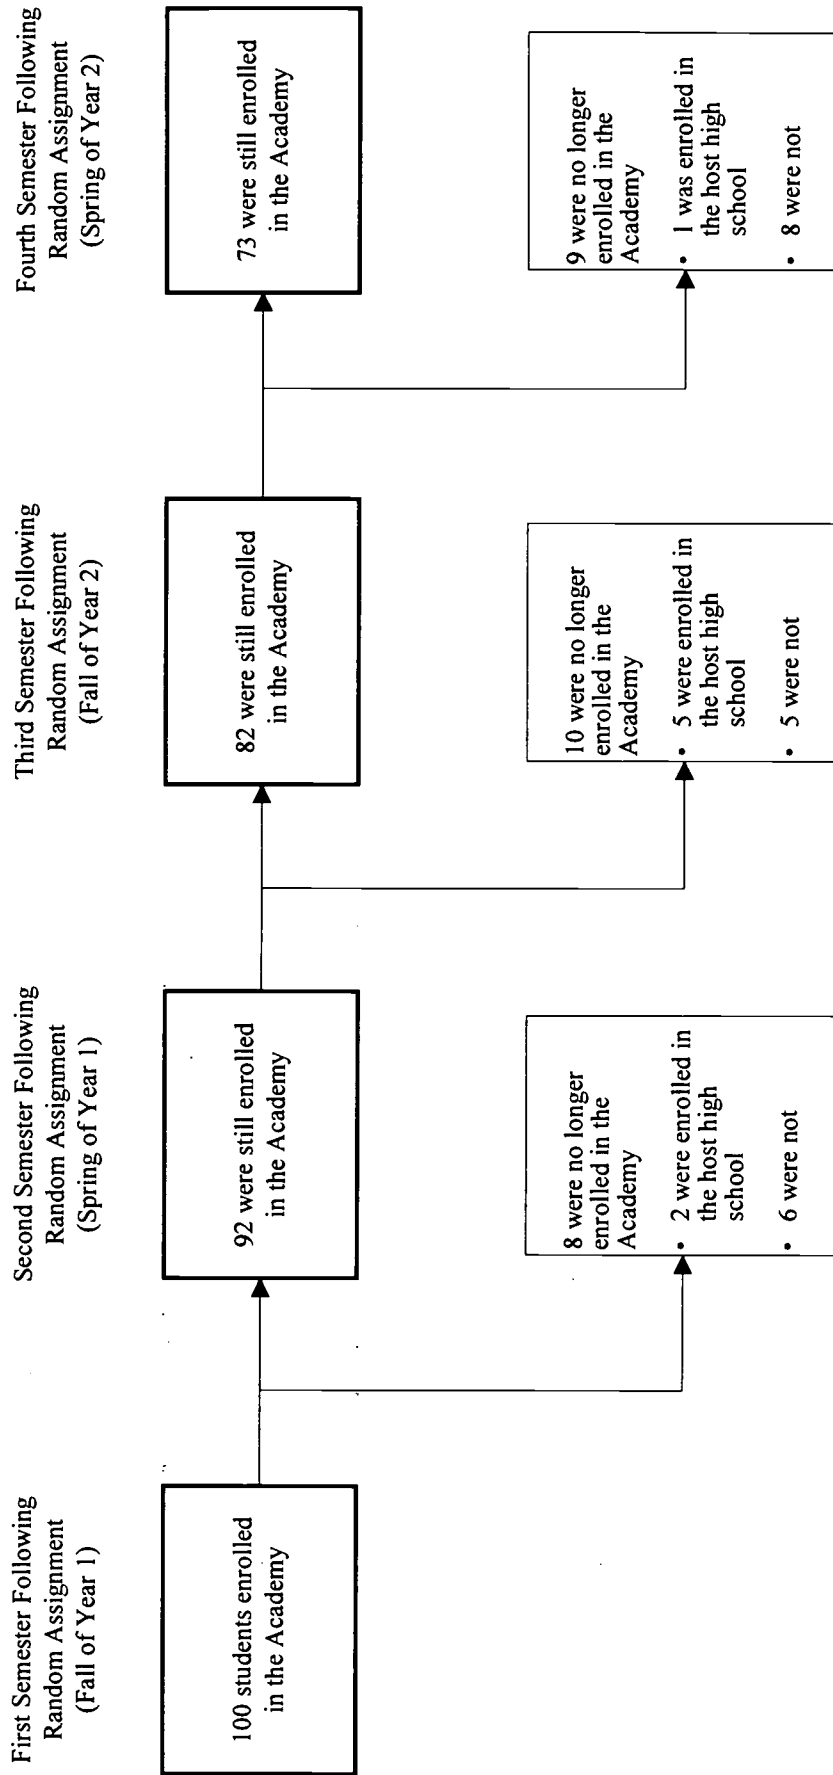 First Semester Following
Random Assignment
(Fall of Year 1)
100 students enrolled
in the Academy
Second Semester Following
Random Assignment
(Spring of Year 1)
92 were still enrolled
in the Academy
8 were no longer
enrolled in the
Academy
• 2 were enrolled in
the host high
school
• 6 were not
Third Semester Following
Random Assignment
(Fall of Year 2)
82 were still enrolled
in the Academy
10 were no longer
enrolled in the
Academy
• 5 were enrolled in
the host high
school
• 5 were not
Fourth Semester Following
Random Assignment
(Spring of Year 2)
73 were still enrolled
in the Academy
9 were no longer
enrolled in the
Academy
• 1 was enrolled in
the host high
school
• 8 were not